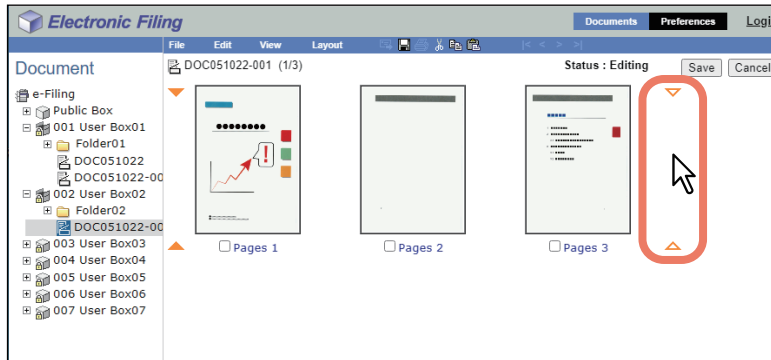 Electronic Filing
Documents Preferences Logi
File Edit View Layout |< < > >|
Document
DOC051022-001 (1/3)
Status : Editing
Save Cancel
e-Filing
Public Box
001 User Box01
Folder01
DOC051022
DOC051022-00
002 User Box02
Folder02
DOC051022-00
003 User Box03
004 User Box04
005 User Box05
006 User Box06
007 User Box07
!
Pages 1
Pages 2
Pages 3